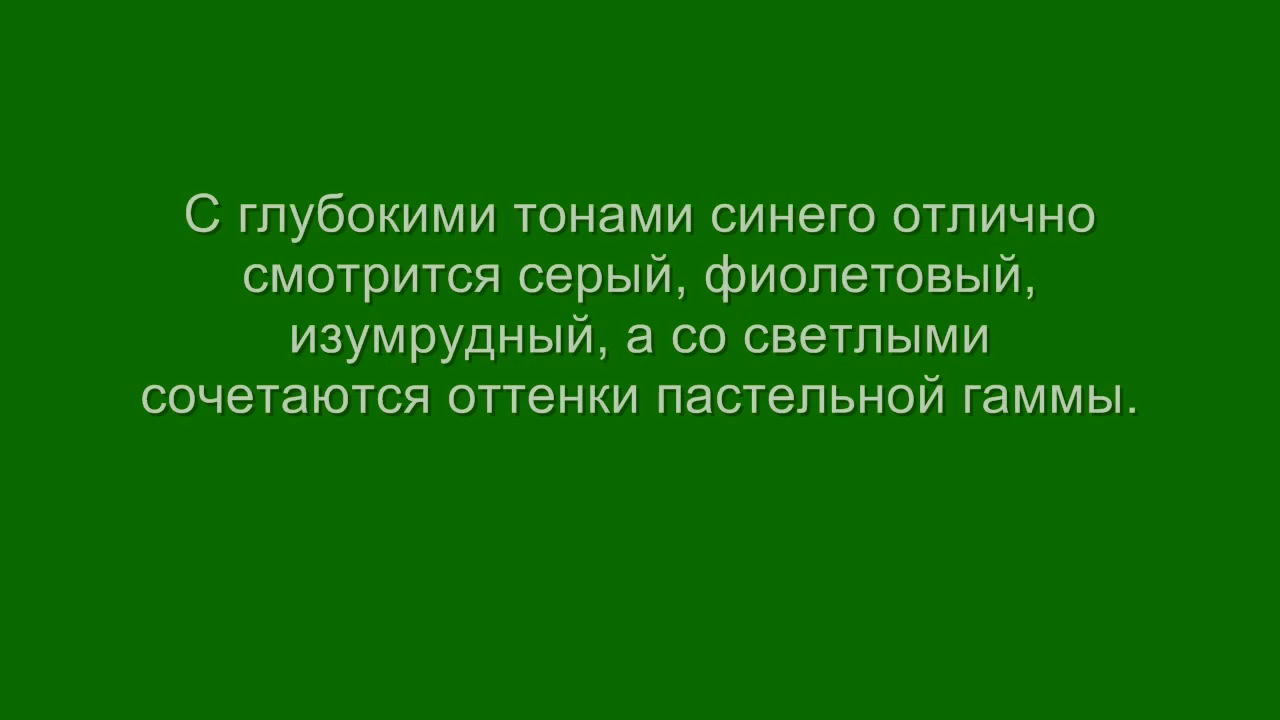 С глубокими тонами синего отлично
смотрится серый, фиолетовый,
изумрудный, а со светлыми
сочетаются оттенки пастельной гаммы.